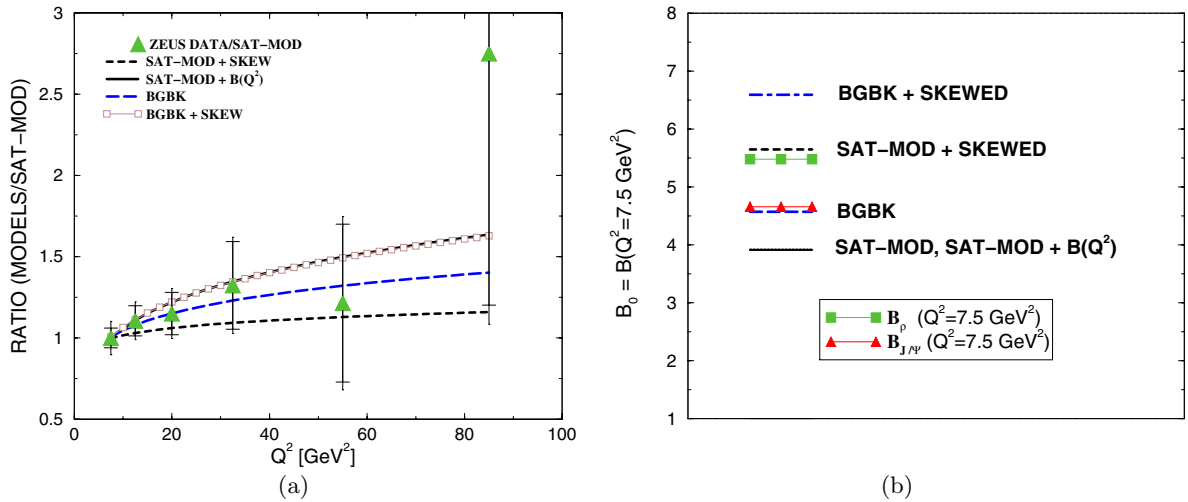 3
2.5
2
1.5
1
0.5
RATIO (MODELS/SAT−MOD)
ZEUS DATA/SAT−MOD
SAT−MOD + SKEW
SAT−MOD + B(Q²)
BGBK
BGBK + SKEW
0 20 40 60 80 100
Q² [GeV²]
(a)
8
7
6
5
4
3
2
1
B₀ = B(Q²=7.5 GeV²)
BGBK + SKEWED
SAT−MOD + SKEWED
BGBK
SAT−MOD, SAT−MOD + B(Q²)
Bρ (Q²=7.5 GeV²)
B_J/Ψ (Q²=7.5 GeV²)
(b)